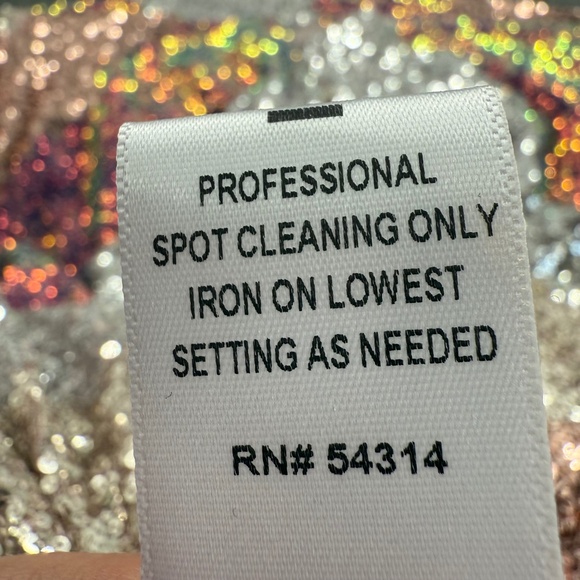 PROFESSIONAL
SPOT CLEANING ONLY
IRON ON LOWEST
SETTING AS NEEDED
RN# 54314